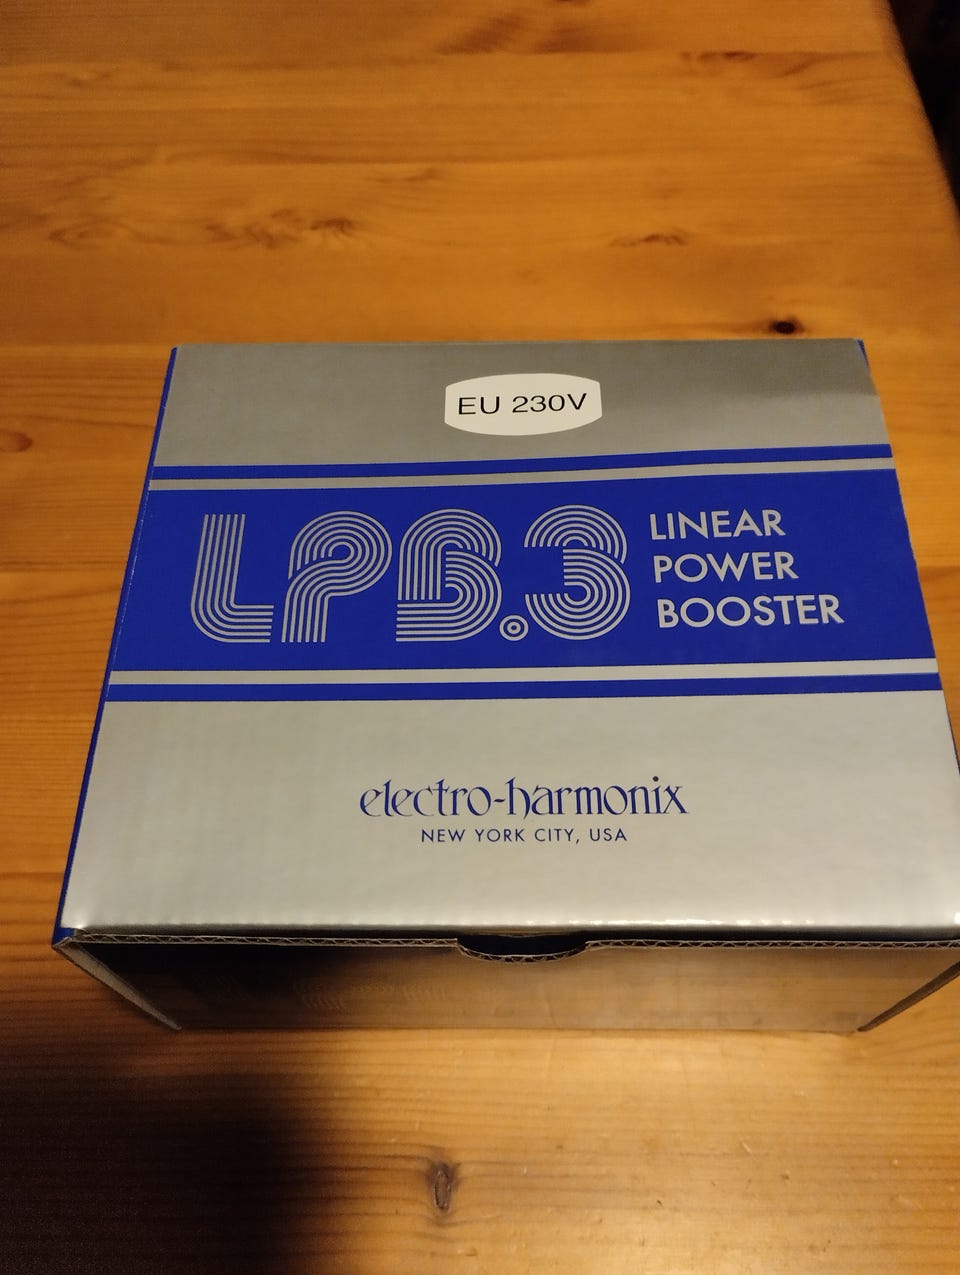 EU 230V
LPB.3
LINEAR
POWER
BOOSTER
electro-harmonix
NEW YORK CITY, USA